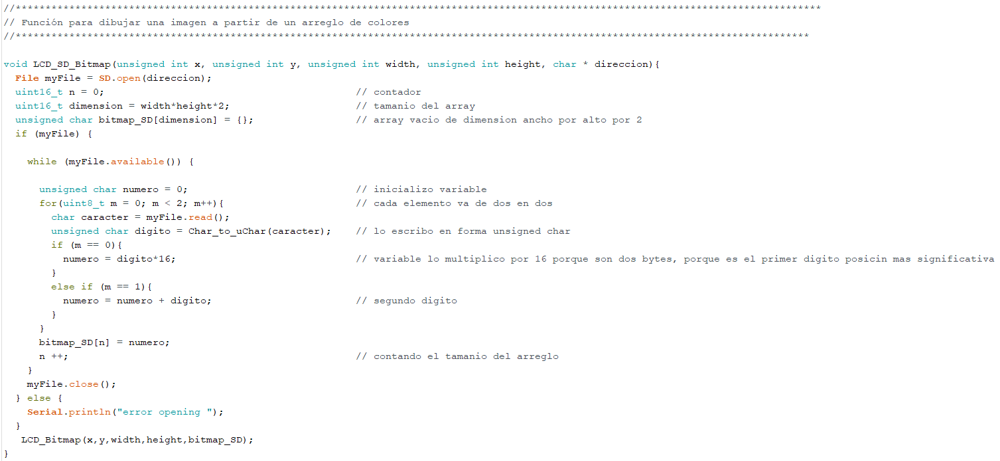 //***************************************************************************************************************************************
// Función para dibujar una imagen a partir de un arreglo de colores
//*************************************************************************************************************************************
void LCD_SD_Bitmap(unsigned int x, unsigned int y, unsigned int width, unsigned int height, char * direccion){
  File myFile = SD.open(direccion);
  uint16_t n = 0;                                          // contador
  uint16_t dimension = width*height*2;                     // tamanio del array
  unsigned char bitmap_SD[dimension] = {};                 // array vacio de dimension ancho por alto por 2
  if (myFile) {
    while (myFile.available()) {
      unsigned char numero = 0;                            // inicializo variable
      for(uint8_t m = 0; m < 2; m++){                      // cada elemento va de dos en dos
        char caracter = myFile.read();
        unsigned char digito = Char_to_uChar(caracter);    // lo escribo en forma unsigned char
        if (m == 0){
          numero = digito*16;                              // variable lo multiplico por 16 porque son dos bytes, porque es el primer digito posicin mas significativa
        }
        else if (m == 1){
          numero = numero + digito;                        // segundo digito
        }
      }
      bitmap_SD[n] = numero;
      n ++;                                                // contando el tamanio del arreglo
    }
    myFile.close();
  } else {
    Serial.println("error opening ");
  }
   LCD_Bitmap(x,y,width,height,bitmap_SD);
}